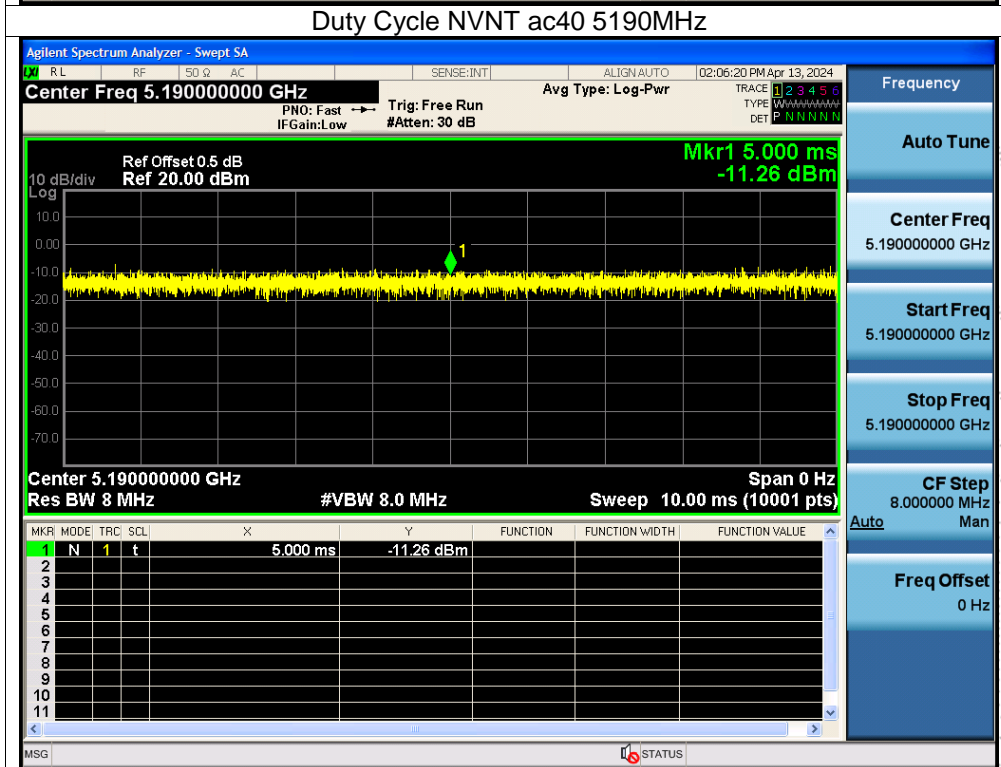 Duty Cycle NVNT ac40 5190MHz
Agilent Spectrum Analyzer - Swept SA
LXI RL RF 50 Ω AC SENSE:INT ALIGN AUTO 02:06:20 PM Apr 13, 2024
Center Freq 5.190000000 GHz Avg Type: Log-Pwr TRACE 1 2 3 4 5 6
PNO: Fast Trig: Free Run TYPE WWWWWW
IFGain:Low #Atten: 30 dB DET P N N N N N
Mkr1 5.000 ms
Ref Offset 0.5 dB
10 dB/div Ref 20.00 dBm -11.26 dBm
Log
10.0
0.00
1
-10.0
-20.0
-30.0
-40.0
-50.0
-60.0
-70.0
Center 5.190000000 GHz Span 0 Hz
Res BW 8 MHz #VBW 8.0 MHz Sweep 10.00 ms (10001 pts)
MKR MODE TRC SCL X Y FUNCTION FUNCTION WIDTH FUNCTION VALUE
1 N 1 t 5.000 ms -11.26 dBm
2
3
4
5
6
7
8
9
10
11
MSG STATUS
Frequency
Auto Tune
Center Freq
5.190000000 GHz
Start Freq
5.190000000 GHz
Stop Freq
5.190000000 GHz
CF Step
8.000000 MHz
Auto Man
Freq Offset
0 Hz